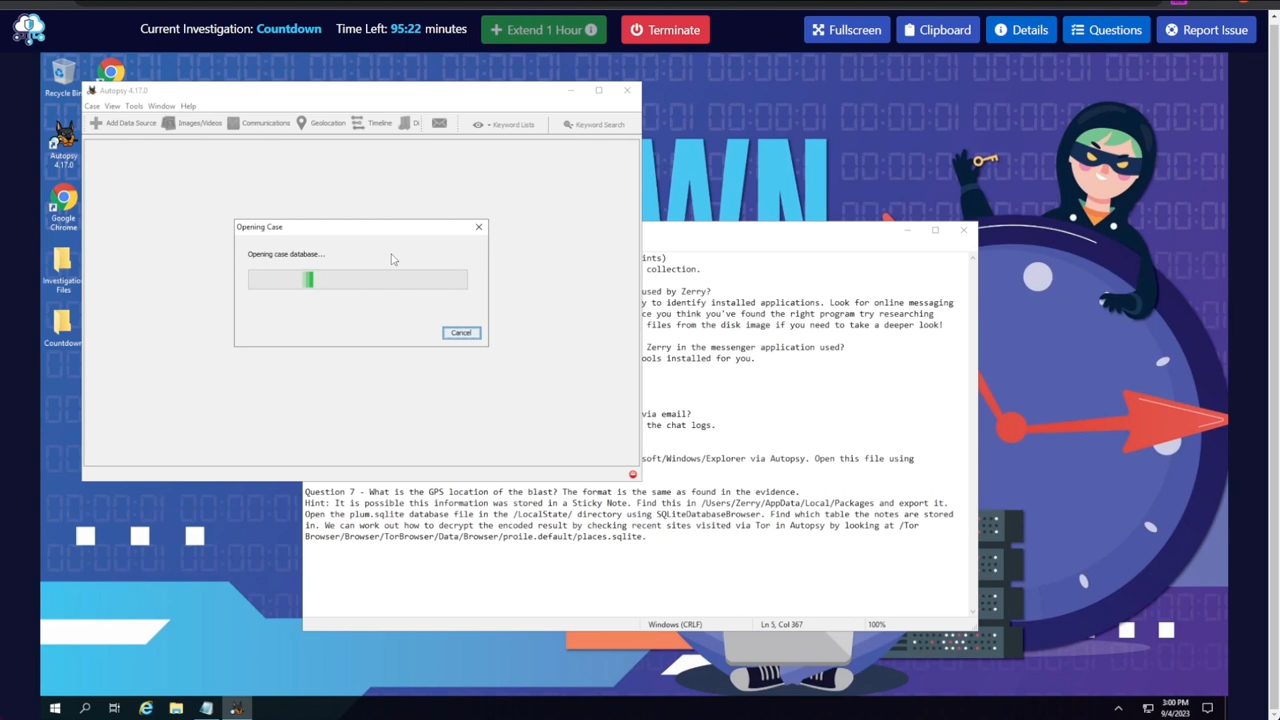 Current Investigation: Countdown
Time Left: 95:22 minutes
Extend 1 Hour
Terminate
Fullscreen
Clipboard
Details
Questions
Report Issue
Recycle Bin
Autopsy 4.17.0
Case View Tools Window Help
Add Data Source Images/Videos Communications Geolocation Timeline Di Keyword Lists Keyword Search
Autopsy
4.17.0
Google
Chrome
Investigation
Files
Countdown
Opening Case
Opening case database....
Cancel
WN
ints)
collection.
used by Zerry?
y to identify installed applications. Look for online messaging
ce you think you've found the right program try researching
files from the disk image if you need to take a deeper look!
Zerry in the messenger application used?
ools installed for you.
via email?
the chat logs.
soft/Windows/Explorer via Autopsy. Open this file using
Question 7 - What is the GPS location of the blast? The format is the same as found in the evidence.
Hint: It is possible this information was stored in a Sticky Note. Find this in /Users/Zerry/AppData/Local/Packages and export it.
Open the plum.sqlite database file in the /LocalState/ directory using SQLiteDatabaseBrowser. Find which table the notes are stored
in. We can work out how to decrypt the encoded result by checking recent sites visited via Tor in Autopsy by looking at /Tor
Browser/Browser/TorBrowser/Data/Browser/proile.default/places.sqlite.
Windows (CRLF) Ln 5, Col 367 100%
3:00 PM
9/4/2023